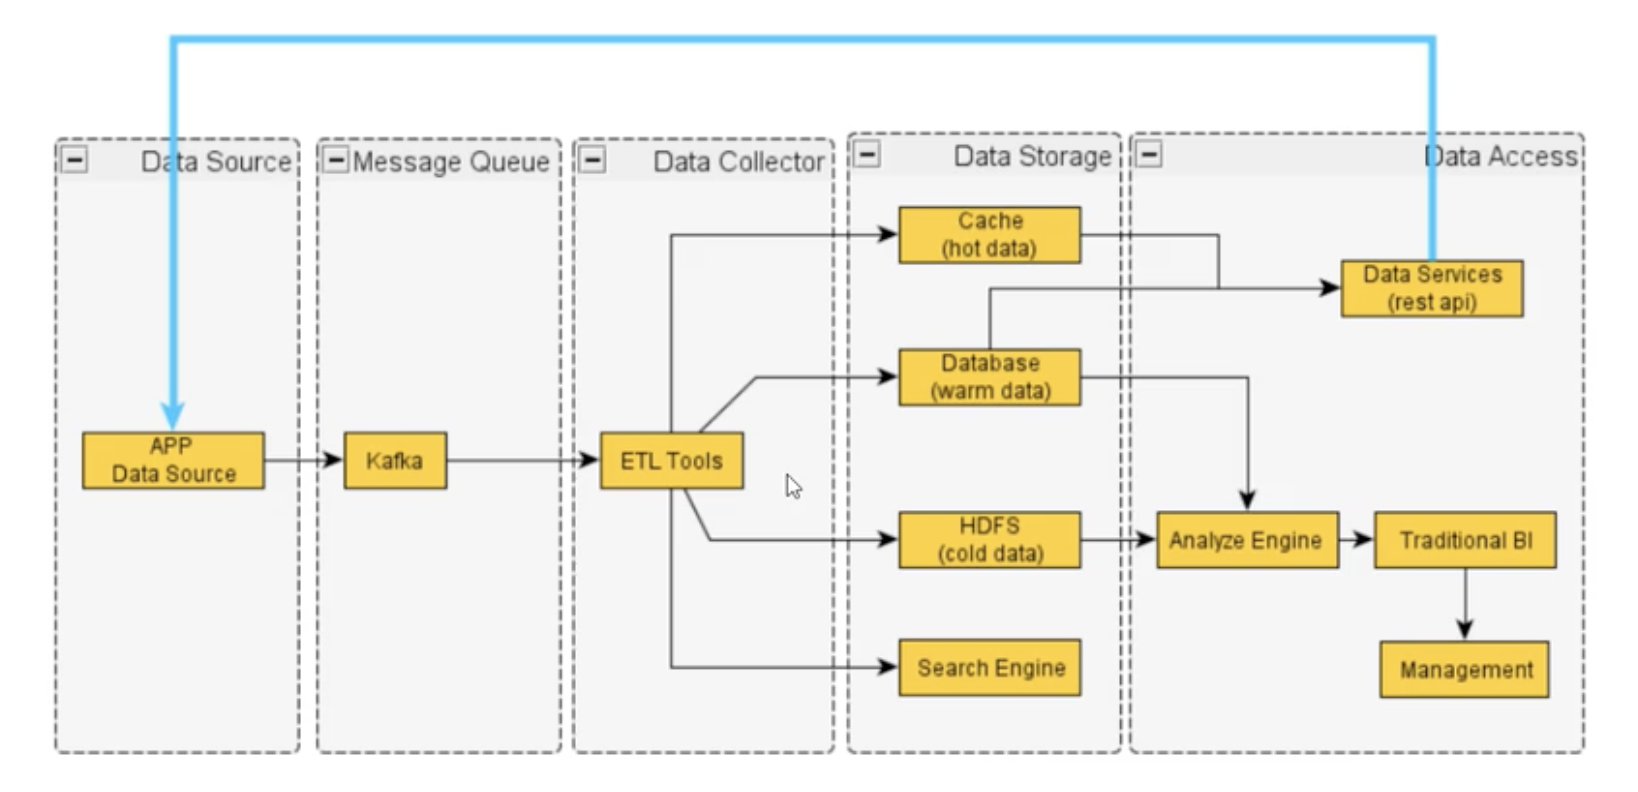 Data Source
Message Queue
Data Collector
Data Storage
Data Access
Cache
(hot data)
Data Services
(rest api)
Database
(warm data)
APP
Data Source
Kafka
ETL Tools
HDFS
(cold data)
Analyze Engine
Traditional BI
Search Engine
Management